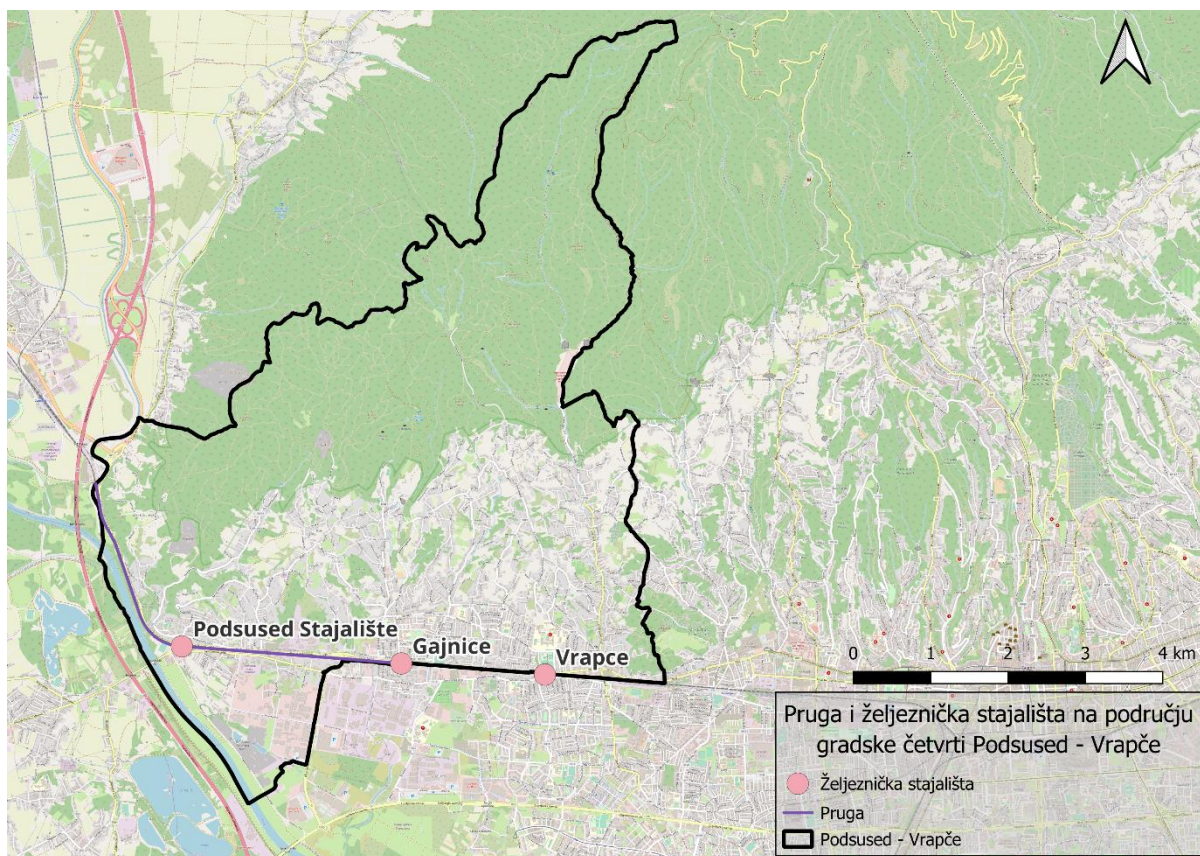 Podsused Stajalište
Gajnice
Vrapce
0 1 2 3 4 km
Pruga i željeznička stajališta na području
gradske četvrti Podsused - Vrapče
Željeznička stajališta
Pruga
Podsused - Vrapče